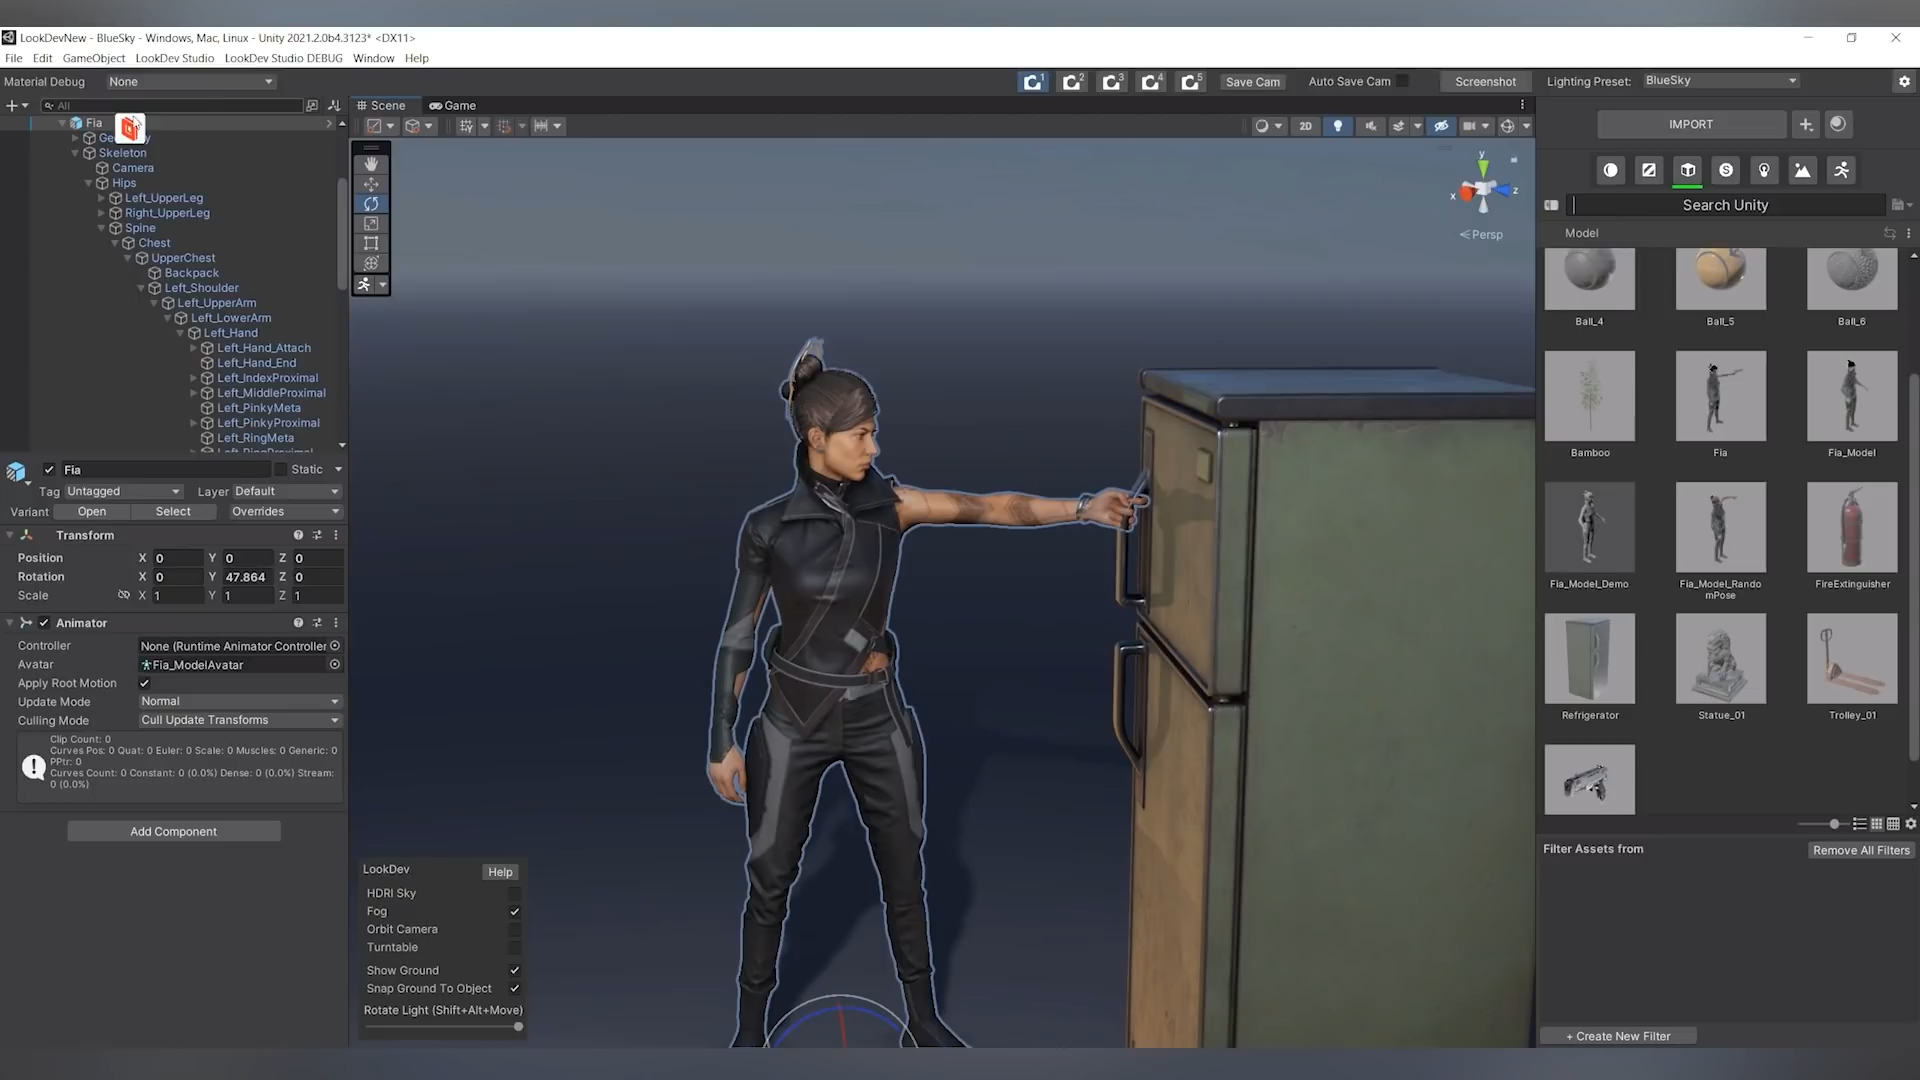 LookDevNew - BlueSky - Windows, Mac, Linux - Unity 2021.2.0b4.3123* <DX11>
File Edit GameObject LookDev Studio LookDev Studio DEBUG Window Help
Material Debug None
1 2 3 4 5 Save Cam Auto Save Cam Screenshot Lighting Preset: BlueSky
All
Scene Game
2D
Fia
Skeleton
Camera
Hips
Left_UpperLeg
Right_UpperLeg
Spine
Chest
UpperChest
Backpack
Left_Shoulder
Left_UpperArm
Left_LowerArm
Left_Hand
Left_Hand_Attach
Left_Hand_End
Left_IndexProximal
Left_MiddleProximal
Left_PinkyMeta
Left_PinkyProximal
Left_RingMeta
Fia Static
Tag Untagged Layer Default
Variant Open Select Overrides
Transform
Position X 0 Y 0 Z 0
Rotation X 0 Y 47.864 Z 0
Scale X 1 Y 1 Z 1
Animator
Controller None (Runtime Animator Controller
Avatar Fia_ModelAvatar
Apply Root Motion
Update Mode Normal
Culling Mode Cull Update Transforms
Clip Count: 0
Curves Pos: 0 Quat: 0 Euler: 0 Scale: 0 Muscles: 0 Generic: 0
PPtr: 0
Curves Count: 0 Constant: 0 (0.0%) Dense: 0 (0.0%) Stream:
0 (0.0%)
Add Component
y
x z
Persp
LookDev Help
HDRI Sky
Fog
Orbit Camera
Turntable
Show Ground
Snap Ground To Object
Rotate Light (Shift+Alt+Move)
IMPORT
Search Unity
Model
Ball_4 Ball_5 Ball_6
Bamboo Fia Fia_Model
Fia_Model_Demo Fia_Model_Rando FireExtinguisher
mPose
Refrigerator Statue_01 Trolley_01
Filter Assets from Remove All Filters
+ Create New Filter